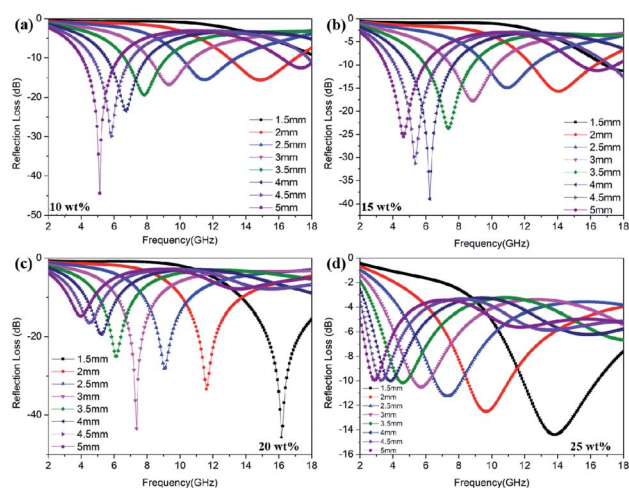 (a)
0
-10
-20
-30
-40
-50
Reflection Loss (dB)
1.5mm
2mm
2.5mm
3mm
3.5mm
4mm
4.5mm
5mm
10 wt%
2 4 6 8 10 12 14 16 18
Frequency(GHz)
(b)
0
-5
-10
-15
-20
-25
-30
-35
-40
Reflection Loss (dB)
1.5mm
2mm
2.5mm
3mm
3.5mm
4mm
4.5mm
5mm
15 wt%
2 4 6 8 10 12 14 16 18
Frequency(GHz)
(c)
0
-20
-40
Reflection Loss (dB)
1.5mm
2mm
2.5mm
3mm
3.5mm
4mm
4.5mm
5mm
20 wt%
2 4 6 8 10 12 14 16 18
Frequency(GHz)
(d)
0
-2
-4
-6
-8
-10
-12
-14
-16
Reflection Loss (dB)
1.5mm
2mm
2.5mm
3mm
3.5mm
4mm
4.5mm
5mm
25 wt%
2 4 6 8 10 12 14 16 18
Frequency(GHz)